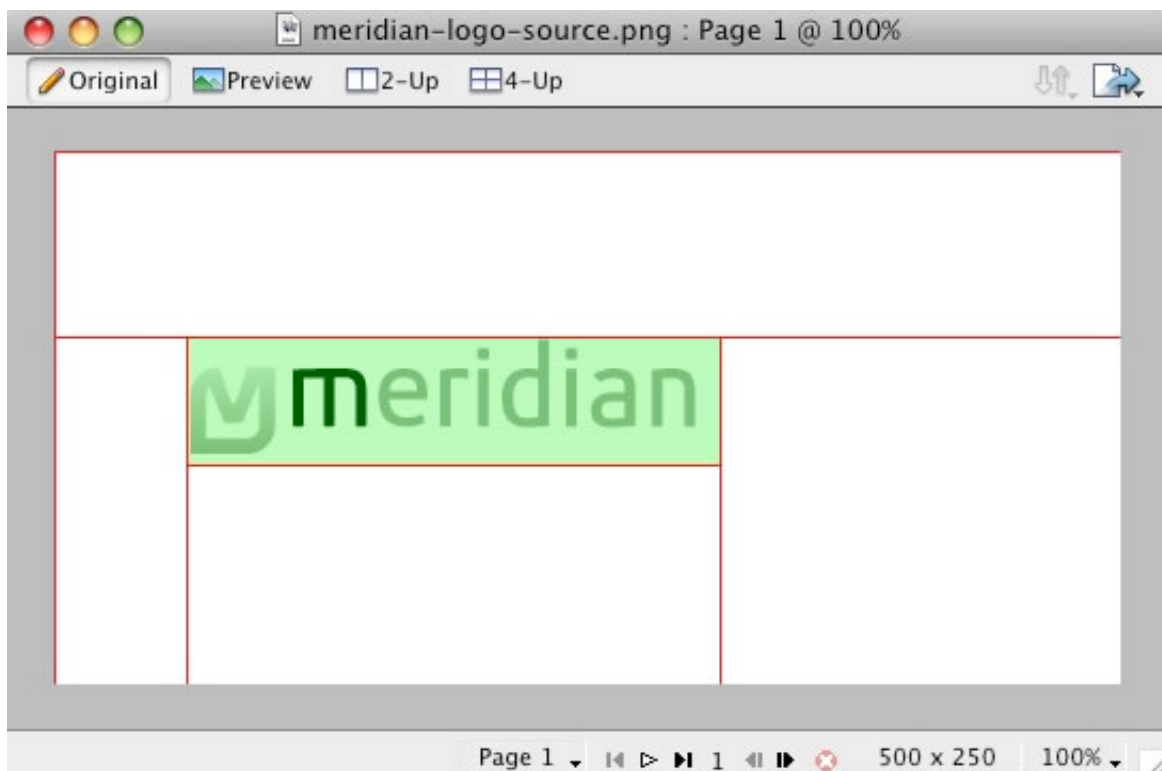 meridian-logo-source.png : Page 1 @ 100%
Original Preview 2-Up 4-Up
meridian
Page 1 1 500 x 250 100%